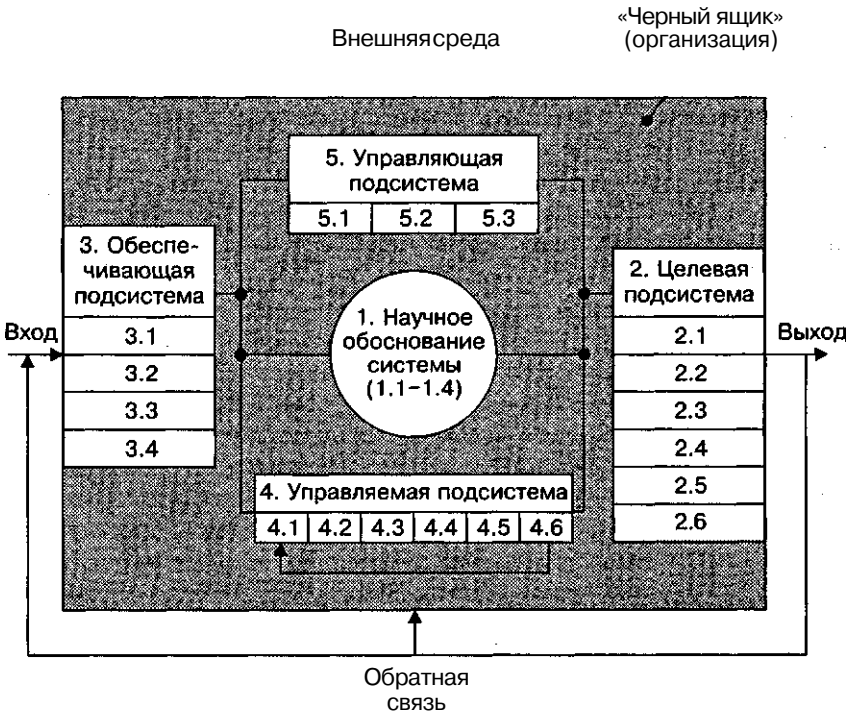 «Черный ящик»
(организация)
Внешняясреда
5. Управляющая
подсистема
5.1 5.2 5.3
3. Обеспе-
чивающая
подсистема
2. Целевая
подсистема
1. Научное
обоснование
системы
(1.1–1.4)
Вход
Выход
3.1
3.2
3.3
3.4
2.1
2.2
2.3
2.4
2.5
2.6
4. Управляемая подсистема
4.1 4.2 4.3 4.4 4.5 4.6
Обратная
связь